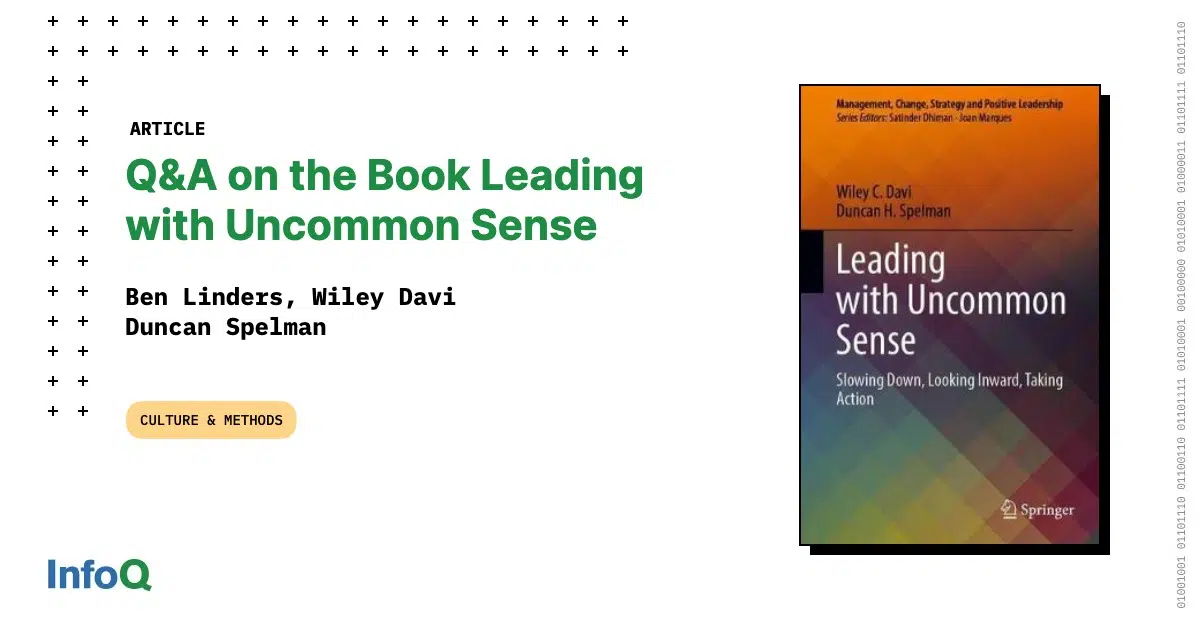 ARTICLE
Q&A on the Book Leading
with Uncommon Sense
Ben Linders, Wiley Davi
Duncan Spelman
CULTURE & METHODS
InfoQ
Management, Change, Strategy and Positive Leadership
Series Editors: Satinder Dhiman · Joan Marques
Wiley C. Davi
Duncan H. Spelman
Leading
with Uncommon
Sense
Slowing Down, Looking Inward, Taking
Action
Springer
01001001 01101110 01100110 01101111 01010001 00100000 01010001 01000011 01101111 01101110